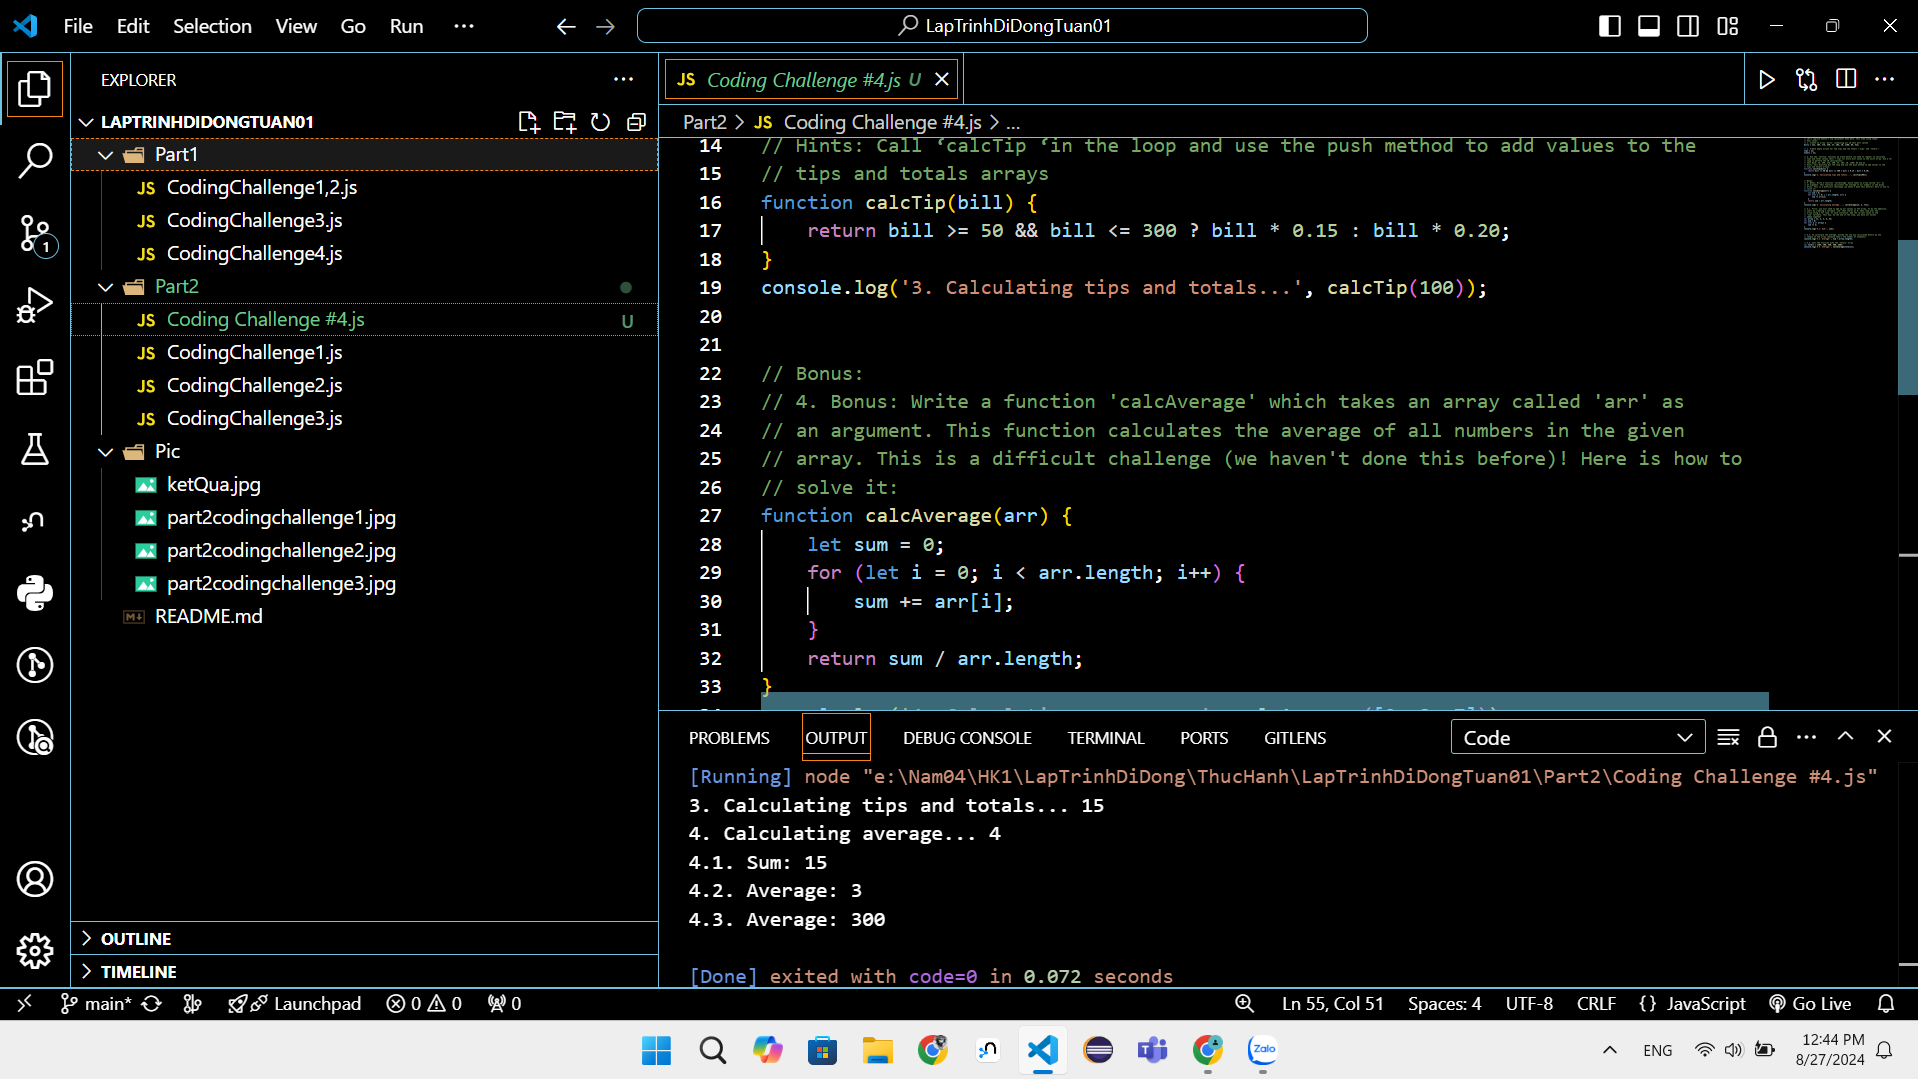 File Edit Selection View Go Run
LapTrinhDiDongTuan01
EXPLORER
LAPTRINHDIDONGTUAN01
Part1
JS CodingChallenge1,2.js
JS CodingChallenge3.js
JS CodingChallenge4.js
Part2
JS Coding Challenge #4.js U
JS CodingChallenge1.js
JS CodingChallenge2.js
JS CodingChallenge3.js
Pic
ketQua.jpg
part2codingchallenge1.jpg
part2codingchallenge2.jpg
part2codingchallenge3.jpg
README.md
OUTLINE
TIMELINE
1
JS Coding Challenge #4.js U
Part2 > JS Coding Challenge #4.js > ...
14 // Hints: Call ‘calcTip ‘in the loop and use the push method to add values to the
15 // tips and totals arrays
16 function calcTip(bill) {
17 return bill >= 50 && bill <= 300 ? bill * 0.15 : bill * 0.20;
18 }
19 console.log('3. Calculating tips and totals...', calcTip(100));
20
21
22 // Bonus:
23 // 4. Bonus: Write a function 'calcAverage' which takes an array called 'arr' as
24 // an argument. This function calculates the average of all numbers in the given
25 // array. This is a difficult challenge (we haven't done this before)! Here is how to
26 // solve it:
27 function calcAverage(arr) {
28 let sum = 0;
29 for (let i = 0; i < arr.length; i++) {
30 sum += arr[i];
31 }
32 return sum / arr.length;
33 }
PROBLEMS OUTPUT DEBUG CONSOLE TERMINAL PORTS GITLENS Code
[Running] node "e:\Nam04\HK1\LapTrinhDiDong\ThucHanh\LapTrinhDiDongTuan01\Part2\Coding Challenge #4.js"
3. Calculating tips and totals... 15
4. Calculating average... 4
4.1. Sum: 15
4.2. Average: 3
4.3. Average: 300
[Done] exited with code=0 in 0.072 seconds
main* Launchpad 0 0 0 Ln 55, Col 51 Spaces: 4 UTF-8 CRLF {} JavaScript Go Live
Zalo
ENG
12:44 PM
8/27/2024